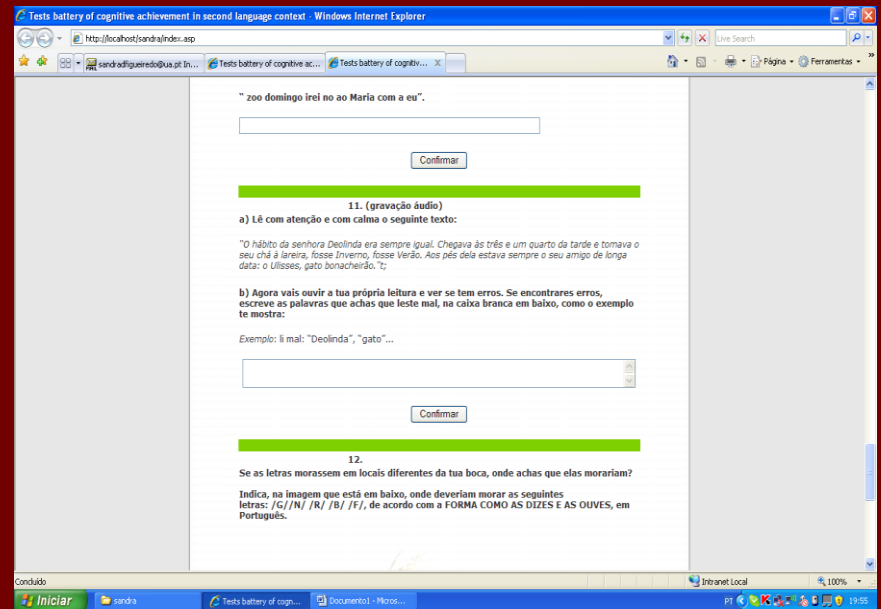 Tests battery of cognitive achievement in second language context - Windows Internet Explorer
http://localhost/sandra/index.asp
Live Search
sandradfigueiredo@ua.pt In...
Tests battery of cognitive ac...
Tests battery of cognitiv...
Página
Ferramentas
" zoo domingo irei no ao Maria com a eu".
Confirmar
11. (gravação áudio)
a) Lê com atenção e com calma o seguinte texto:
"O hábito da senhora Deolinda era sempre igual. Chegava às três e um quarto da tarde e tomava o
seu chá à lareira, fosse Inverno, fosse Verão. Aos pés dela estava sempre o seu amigo de longa
data: o Ulisses, gato bonacheirão."t;
b) Agora vais ouvir a tua própria leitura e ver se tem erros. Se encontrares erros,
escreve as palavras que achas que leste mal, na caixa branca em baixo, como o exemplo
te mostra:
Exemplo: li mal: "Deolinda", "gato"...
Confirmar
12.
Se as letras morassem em locais diferentes da tua boca, onde achas que elas morariam?
Indica, na imagem que está em baixo, onde deveriam morar as seguintes
letras: /G//N/ /R/ /B/ /F/, de acordo com a FORMA COMO AS DIZES E AS OUVES, em
Português.
Concluído
Intranet Local
100%
Iniciar
sandra
Tests battery of cogn...
Documento1 - Micros...
PT
19:55